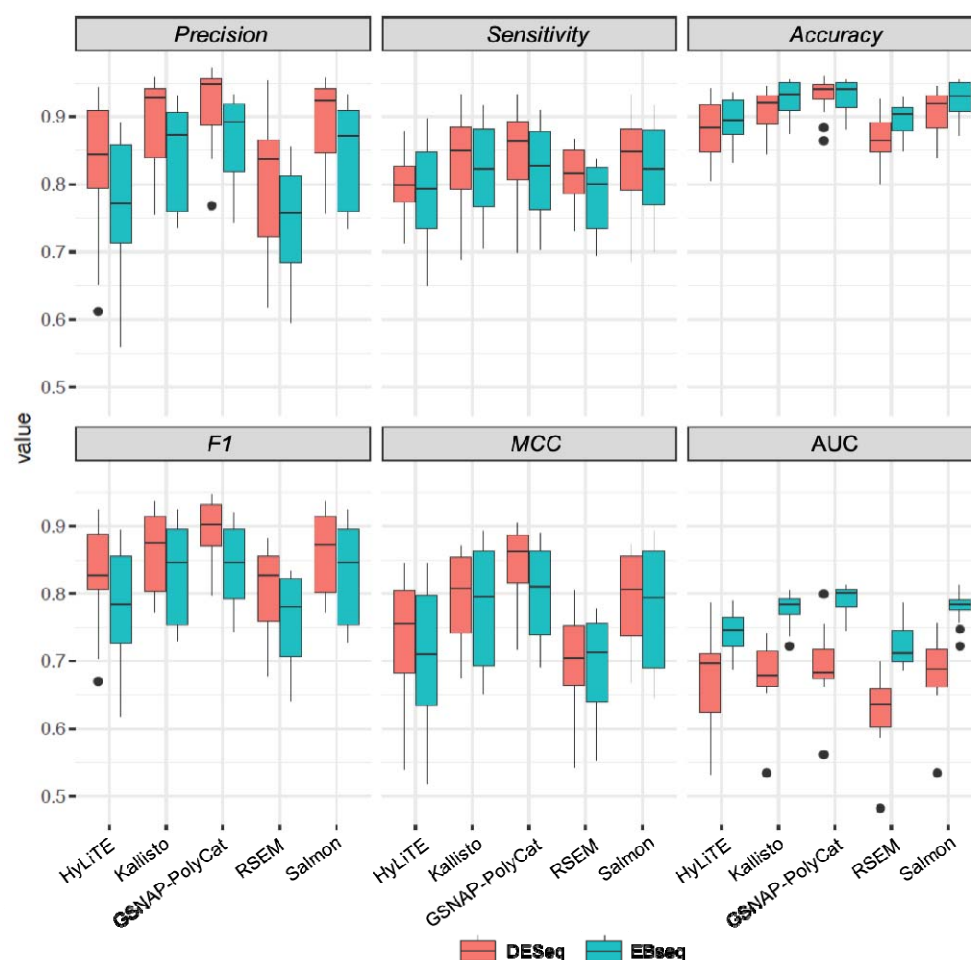 Precision Sensitivity Accuracy
0.9
0.8
0.7
0.6
0.5
value
F1 MCC AUC
0.9
0.8
0.7
0.6
0.5
HyLiTE Kallisto GSNAP-PolyCat RSEM Salmon HyLiTE Kallisto GSNAP-PolyCat RSEM Salmon HyLiTE Kallisto GSNAP-PolyCat RSEM Salmon
DESeq EBseq